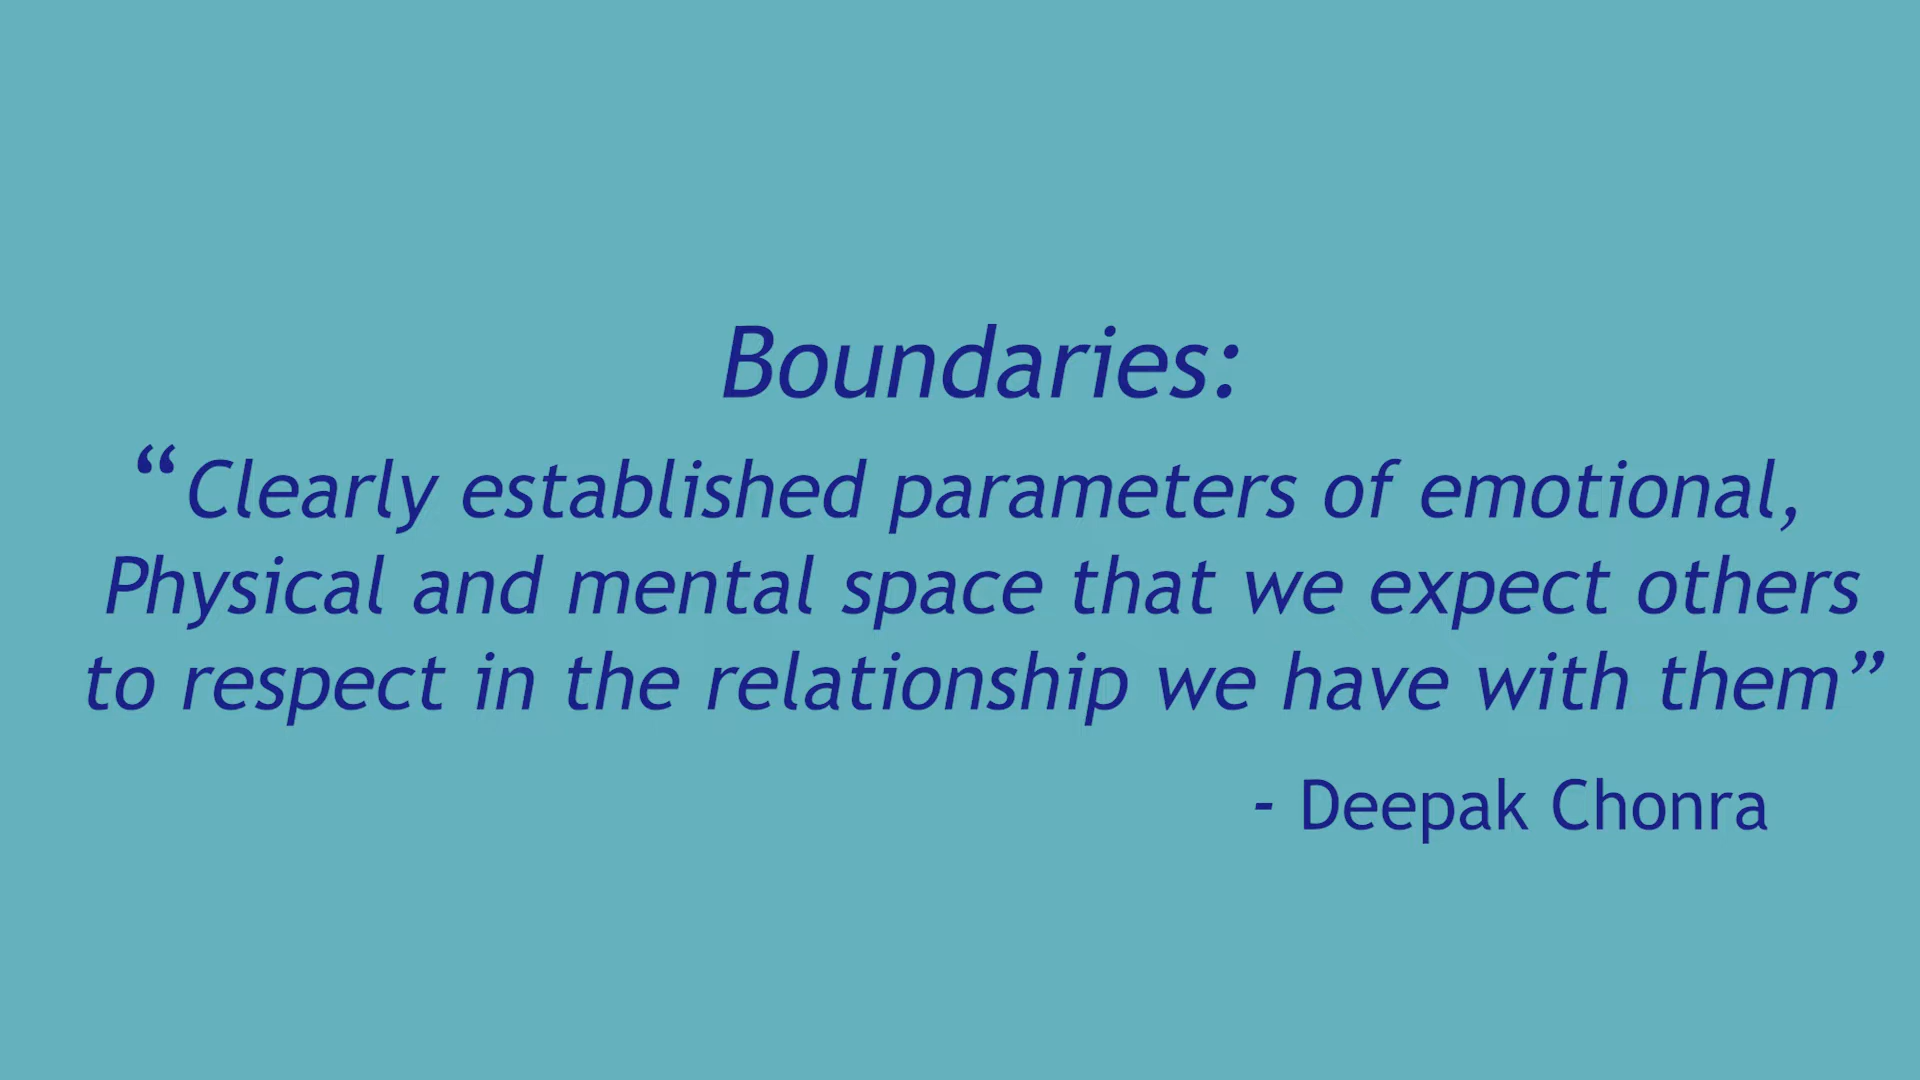 Boundaries:
“Clearly established parameters of emotional,
Physical and mental space that we expect others
to respect in the relationship we have with them”
- Deepak Chonra